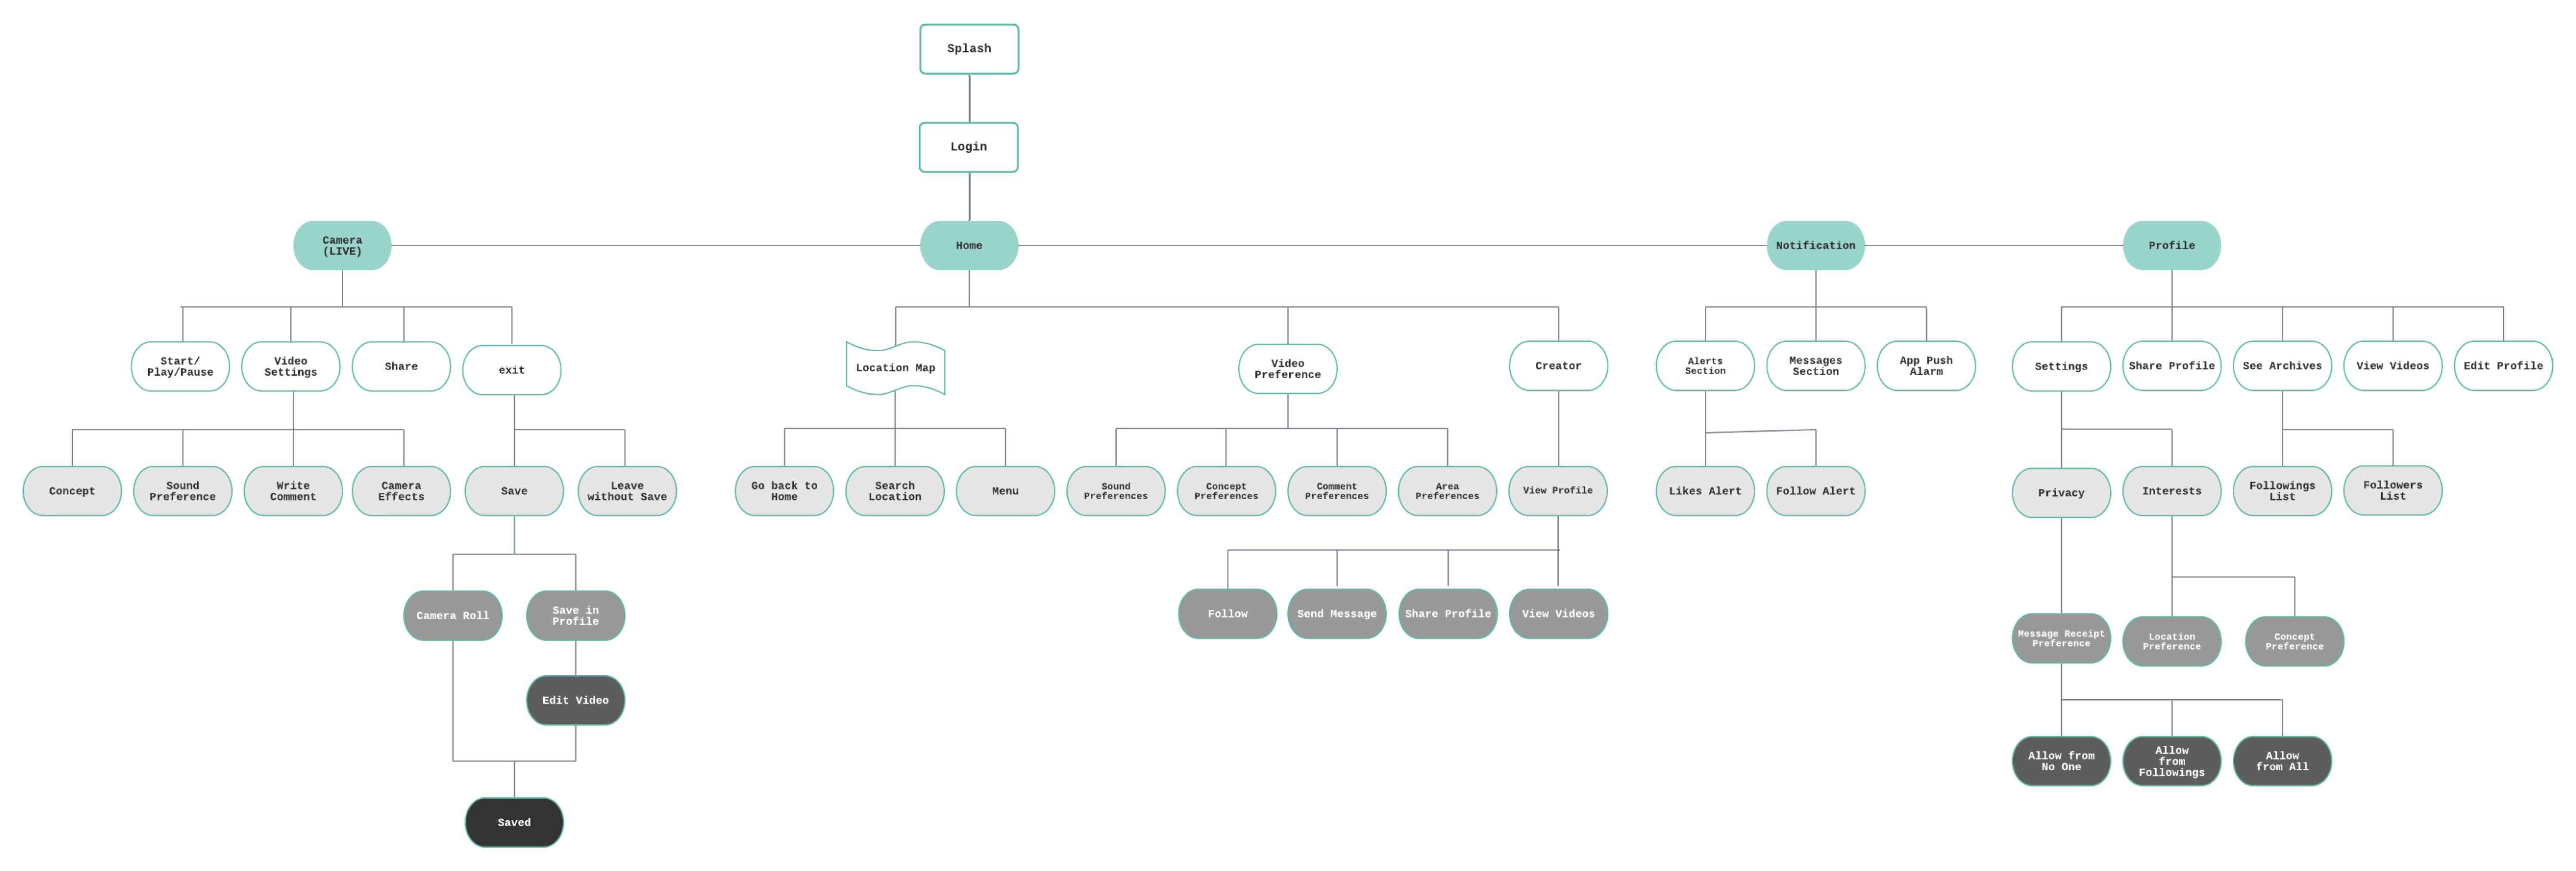 Splash
Login
Camera
(LIVE)
Home
Notification
Profile
Start/
Play/Pause
Video
Settings
Share
exit
Location Map
Video
Preference
Creator
Alerts
Section
Messages
Section
App Push
Alarm
Settings
Share Profile
See Archives
View Videos
Edit Profile
Concept
Sound
Preference
Write
Comment
Camera
Effects
Save
Leave
without Save
Go back to
Home
Search
Location
Menu
Sound
Preferences
Concept
Preferences
Comment
Preferences
Area
Preferences
View Profile
Likes Alert
Follow Alert
Privacy
Interests
Followings
List
Followers
List
Camera Roll
Save in
Profile
Follow
Send Message
Share Profile
View Videos
Message Receipt
Preference
Location
Preference
Concept
Preference
Edit Video
Allow from
No One
Allow
from
Followings
Allow
from All
Saved